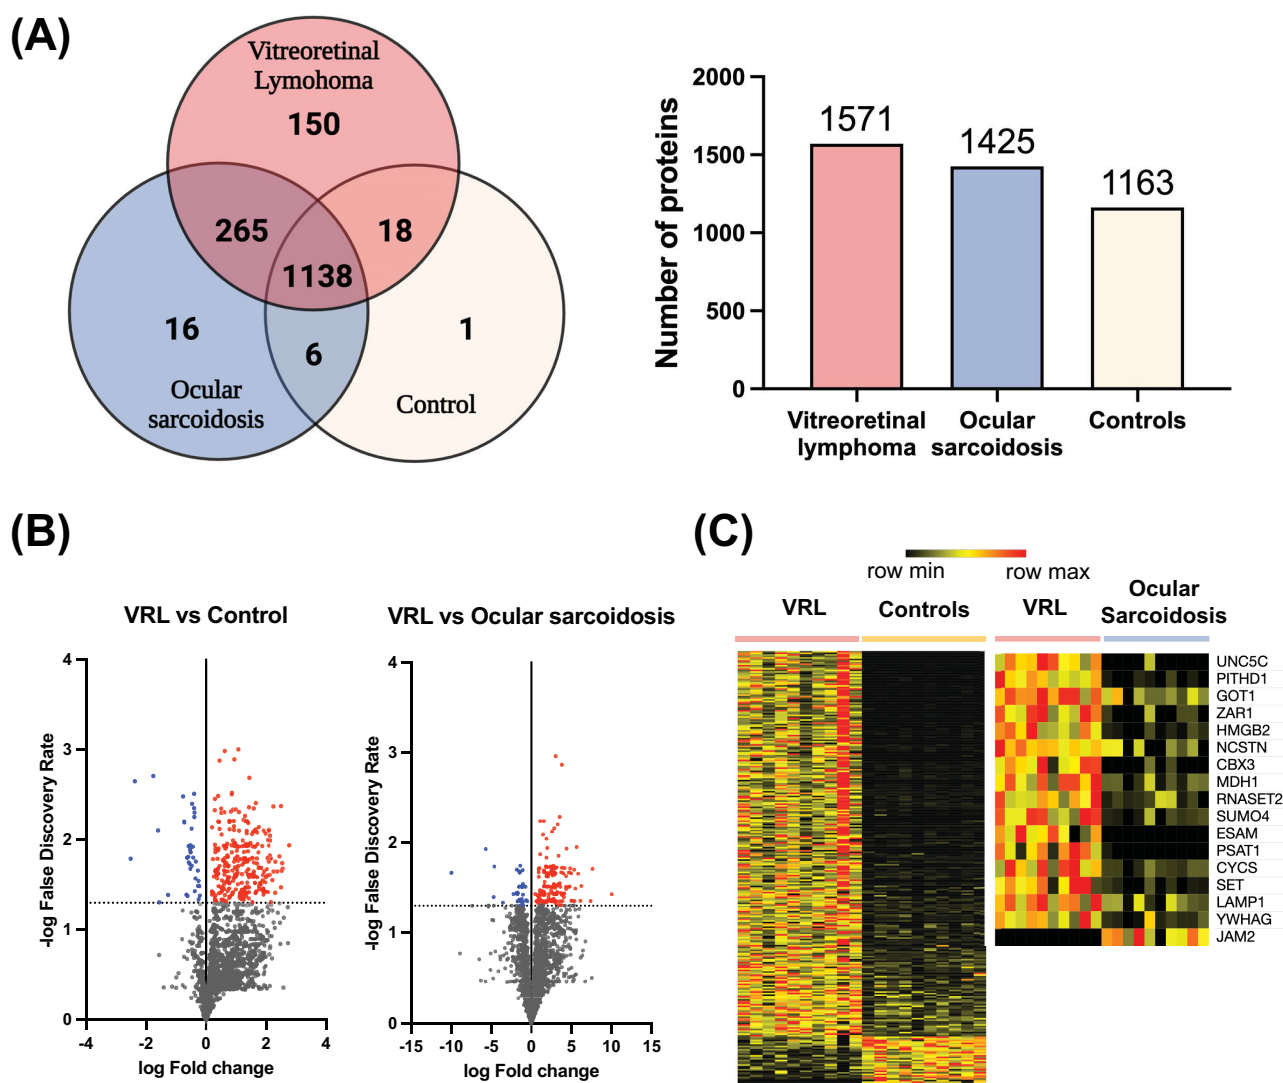 (A)
Vitreoretinal
Lymohoma
150
265
18
1138
16
6
1
Ocular
sarcoidosis
Control
Number of proteins
2000
1500
1000
500
0
1571
1425
1163
Vitreoretinal
lymphoma
Ocular
sarcoidosis
Controls
(B)
VRL vs Control
-log False Discovery Rate
4
3
2
1
0
-4
-2
0
2
4
log Fold change
VRL vs Ocular sarcoidosis
-log False Discovery Rate
4
3
2
1
0
-15
-10
-5
0
5
10
15
log Fold change
(C)
row min
row max
VRL
Controls
VRL
Ocular
Sarcoidosis
UNC5C
PITHD1
GOT1
ZAR1
HMGB2
NCSTN
CBX3
MDH1
RNASET2
SUMO4
ESAM
PSAT1
CYCS
SET
LAMP1
YWHAG
JAM2